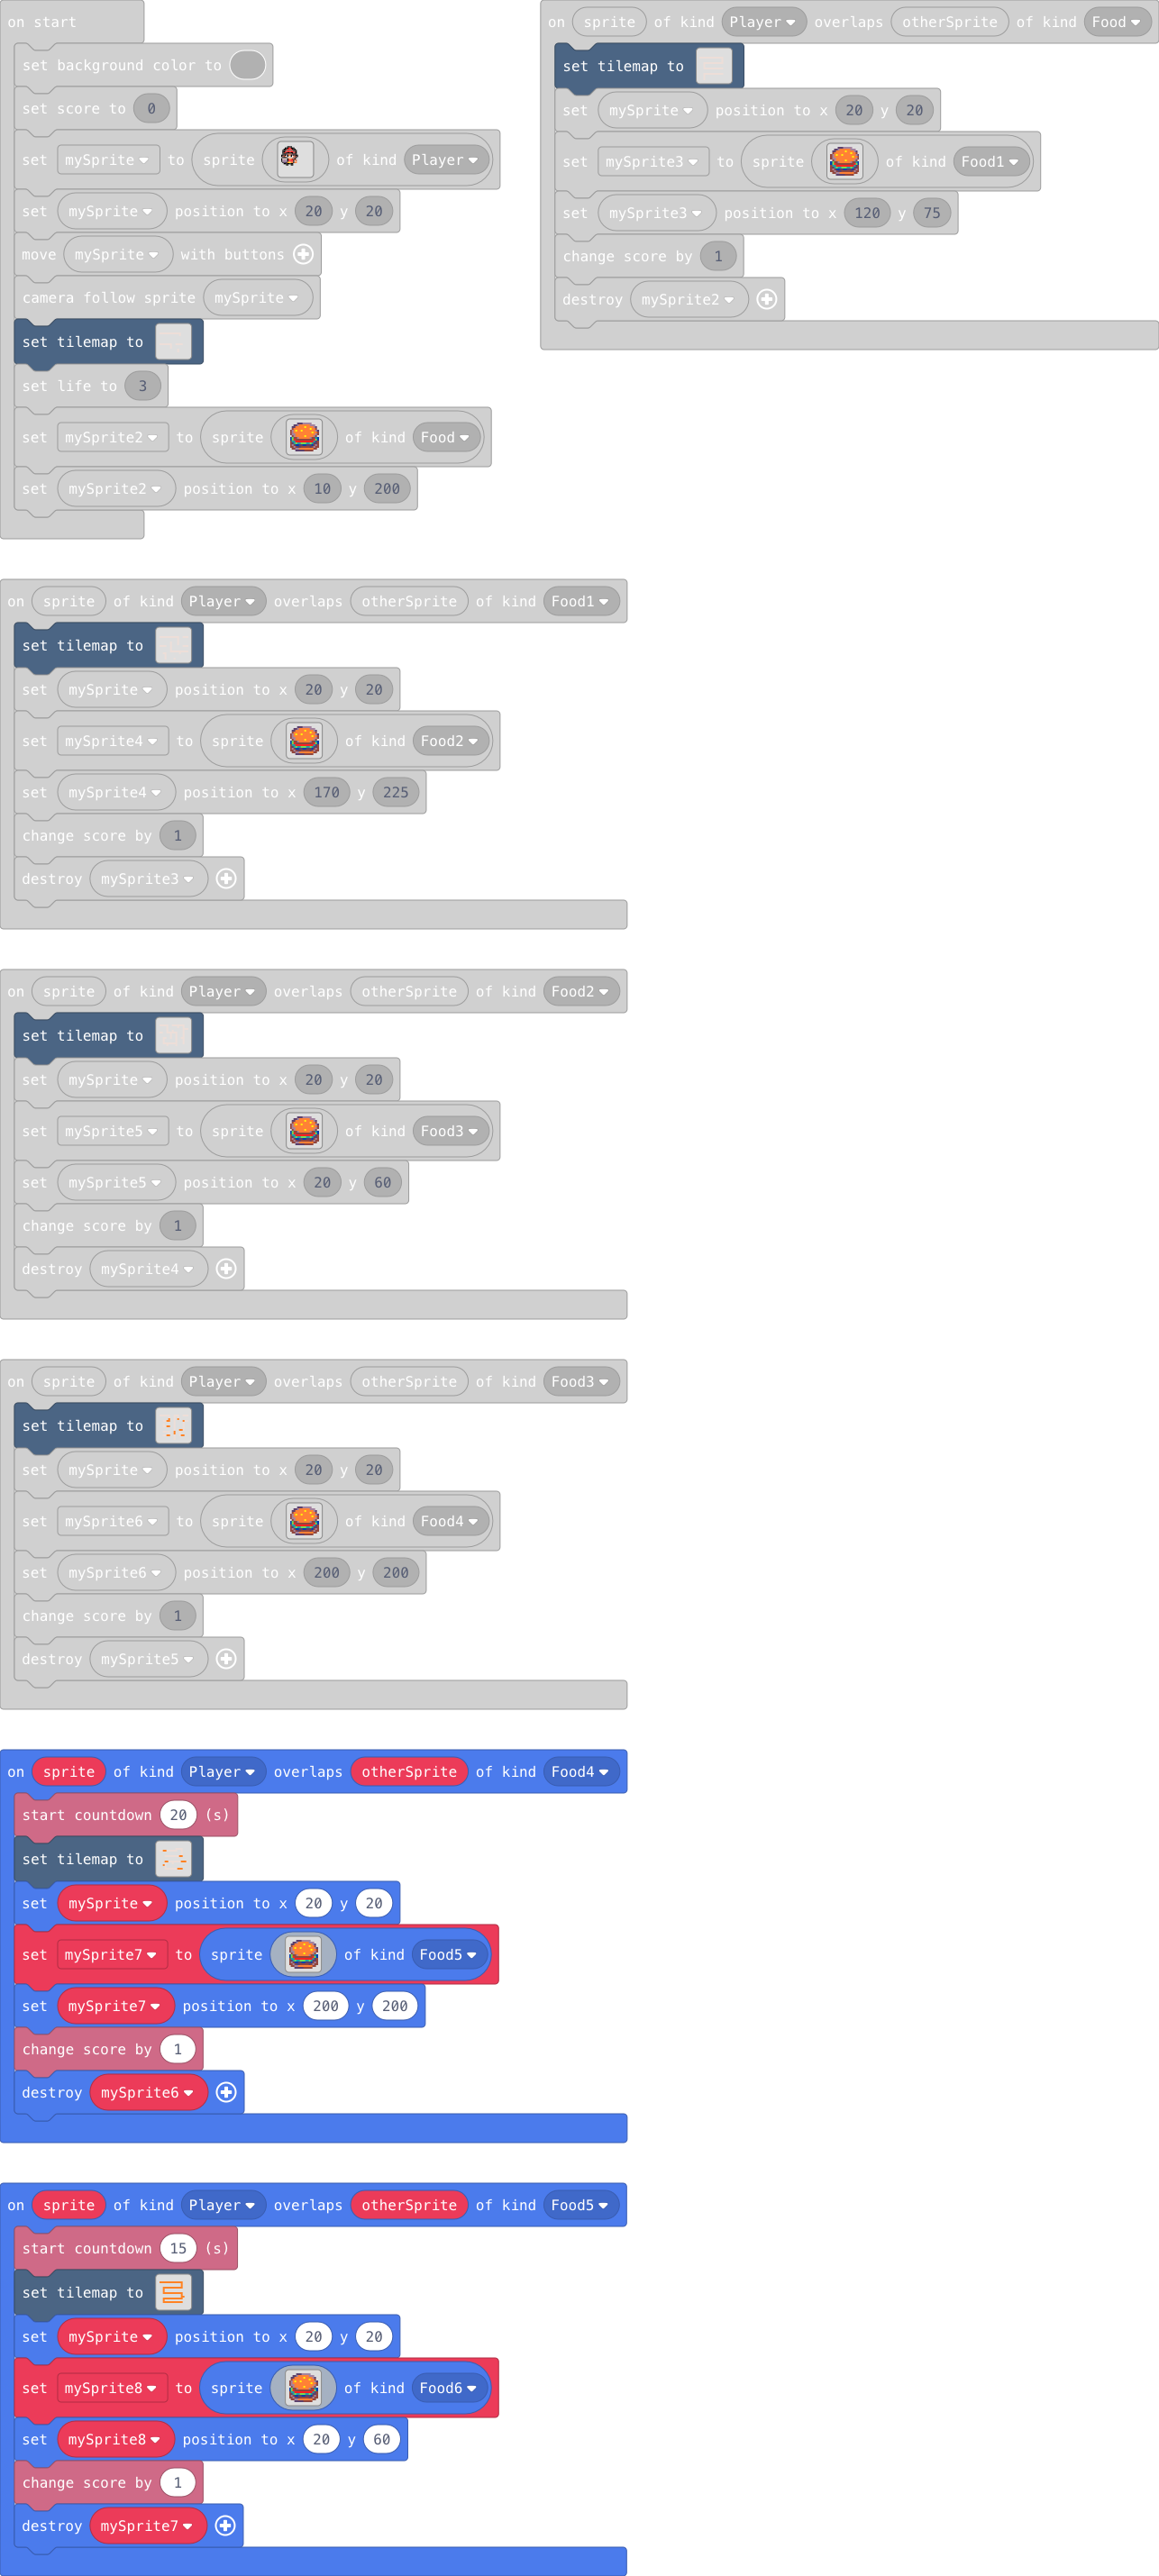 on start
set background color to
set score to 0
set mySprite to sprite of kind Player
set mySprite position to x 20 y 20
move mySprite with buttons
camera follow sprite mySprite
set tilemap to
set life to 3
set mySprite2 to sprite of kind Food
set mySprite2 position to x 10 y 200
on sprite of kind Player overlaps otherSprite of kind Food
set tilemap to
set mySprite position to x 20 y 20
set mySprite3 to sprite of kind Food1
set mySprite3 position to x 120 y 75
change score by 1
destroy mySprite2
on sprite of kind Player overlaps otherSprite of kind Food1
set tilemap to
set mySprite position to x 20 y 20
set mySprite4 to sprite of kind Food2
set mySprite4 position to x 170 y 225
change score by 1
destroy mySprite3
on sprite of kind Player overlaps otherSprite of kind Food2
set tilemap to
set mySprite position to x 20 y 20
set mySprite5 to sprite of kind Food3
set mySprite5 position to x 20 y 60
change score by 1
destroy mySprite4
on sprite of kind Player overlaps otherSprite of kind Food3
set tilemap to
set mySprite position to x 20 y 20
set mySprite6 to sprite of kind Food4
set mySprite6 position to x 200 y 200
change score by 1
destroy mySprite5
on sprite of kind Player overlaps otherSprite of kind Food4
start countdown 20 (s)
set tilemap to
set mySprite position to x 20 y 20
set mySprite7 to sprite of kind Food5
set mySprite7 position to x 200 y 200
change score by 1
destroy mySprite6
on sprite of kind Player overlaps otherSprite of kind Food5
start countdown 15 (s)
set tilemap to
set mySprite position to x 20 y 20
set mySprite8 to sprite of kind Food6
set mySprite8 position to x 20 y 60
change score by 1
destroy mySprite7